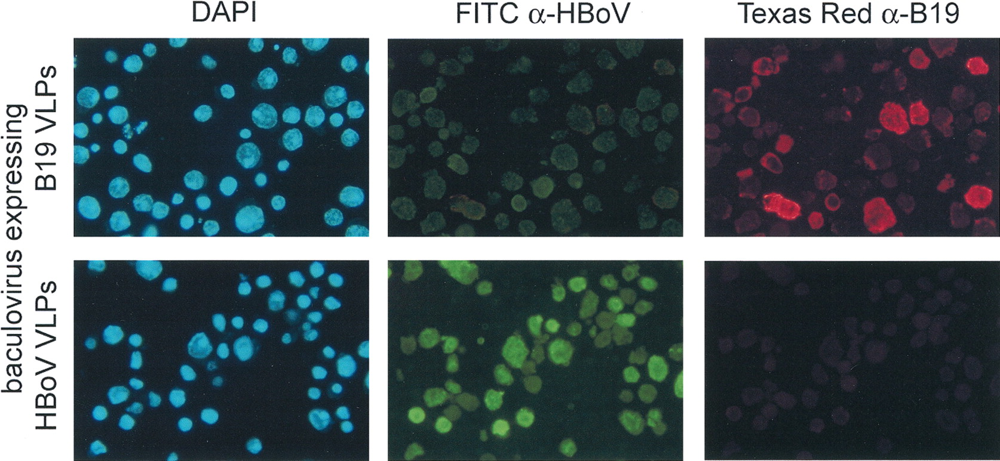 DAPI
FITC α-HBoV
Texas Red α-B19
baculovirus expressing
B19 VLPs
HBoV VLPs